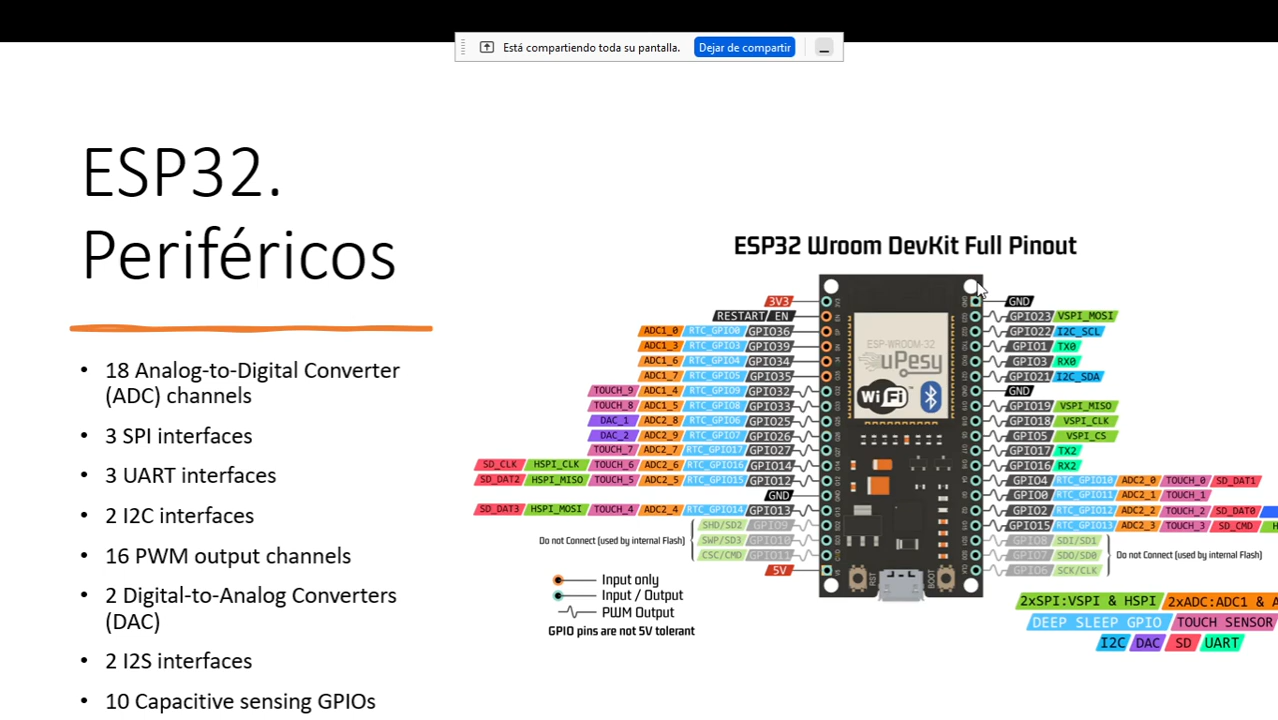 Está compartiendo toda su pantalla. Dejar de compartir
ESP32.
Periféricos
• 18 Analog-to-Digital Converter
(ADC) channels
• 3 SPI interfaces
• 3 UART interfaces
• 2 I2C interfaces
• 16 PWM output channels
• 2 Digital-to-Analog Converters
(DAC)
• 2 I2S interfaces
• 10 Capacitive sensing GPIOs
ESP32 Wroom DevKit Full Pinout
3V3
RESTART EN
ADC1_0 RTC_GPIO0 GPIO36
ADC1_3 RTC_GPIO3 GPIO39
ADC1_6 RTC_GPIO4 GPIO34
ADC1_7 RTC_GPIO5 GPIO35
TOUCH_9 ADC1_4 RTC_GPIO9 GPIO32
TOUCH_8 ADC1_5 RTC_GPIO8 GPIO33
DAC_1 ADC2_8 RTC_GPIO6 GPIO25
DAC_2 ADC2_9 RTC_GPIO7 GPIO26
TOUCH_7 ADC2_7 RTC_GPIO17 GPIO27
SD_CLK HSPI_CLK TOUCH_6 ADC2_6 RTC_GPIO16 GPIO14
SD_DAT2 HSPI_MISO TOUCH_5 ADC2_5 RTC_GPIO15 GPIO12
GND
SD_DAT3 HSPI_MOSI TOUCH_4 ADC2_4 RTC_GPIO14 GPIO13
SHD/SD2 GPIO9
Do not Connect (used by internal Flash) SWP/SD3 GPIO10
CSC/CMD GPIO11
5V
ESP-WROOM-32
uPesy
WiFi
RST
BOOT
GND
GPIO23 VSPI_MOSI
GPIO22 I2C_SCL
GPIO1 TX0
GPIO3 RX0
GPIO21 I2C_SDA
GND
GPIO19 VSPI_MISO
GPIO18 VSPI_CLK
GPIO5 VSPI_CS
GPIO17 TX2
GPIO16 RX2
GPIO4 RTC_GPIO10 ADC2_0 TOUCH_0 SD_DAT1
GPIO0 RTC_GPIO11 ADC2_1 TOUCH_1
GPIO2 RTC_GPIO12 ADC2_2 TOUCH_2 SD_DAT0
GPIO15 RTC_GPIO13 ADC2_3 TOUCH_3 SD_CMD H
GPIO8 SDI/SD1
GPIO7 SDO/SD0 Do not Connect (used by internal Flash)
GPIO6 SCK/CLK
Input only
Input / Output
PWM Output
GPIO pins are not 5V tolerant
2xSPI:VSPI & HSPI 2xADC:ADC1 & A
DEEP SLEEP GPIO TOUCH SENSOR
I2C DAC SD UART